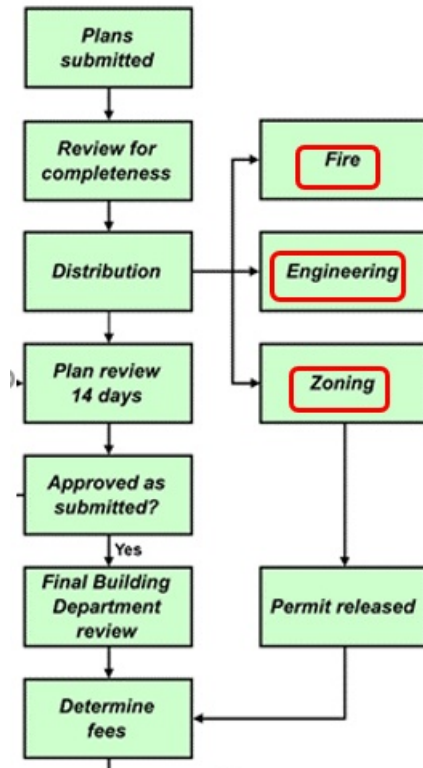 Plans
submitted
Review for
completeness
Fire
Distribution
Engineering
Plan review
14 days
Zoning
Approved as
submitted?
Yes
Final Building
Department
review
Permit released
Determine
fees